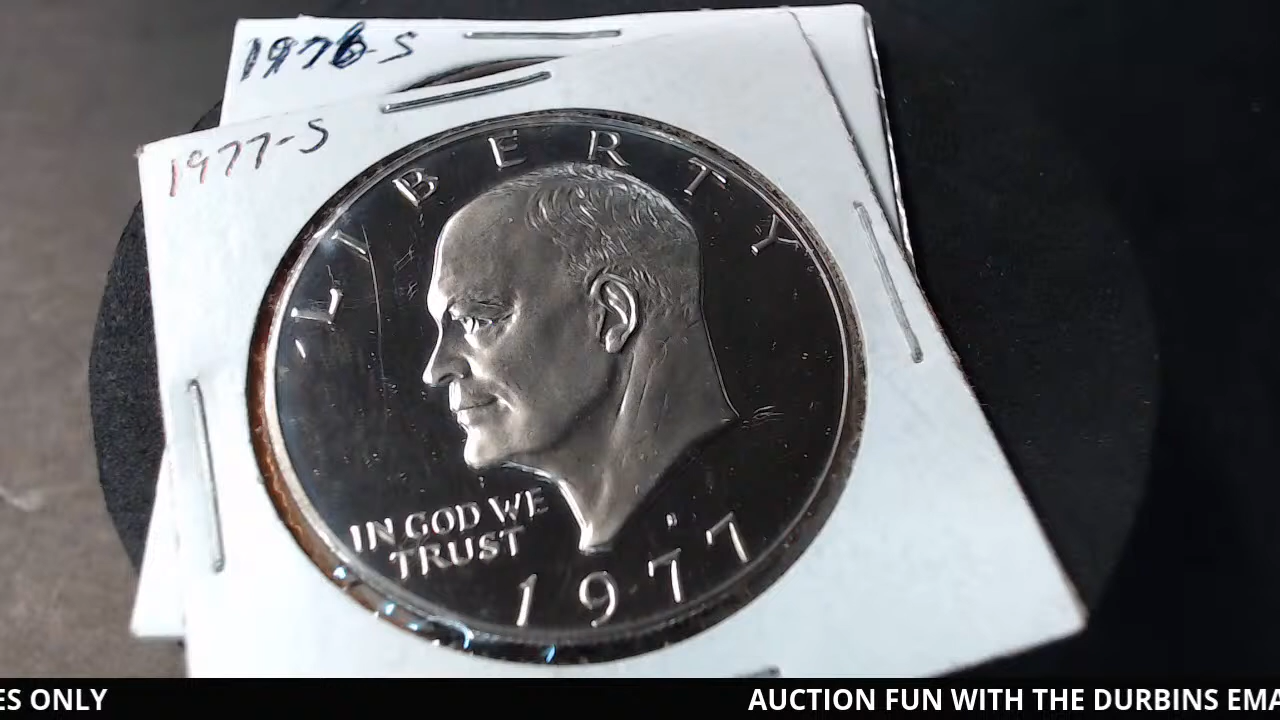 1976-S
1977-S
LIBERTY
IN GOD WE
TRUST
1977
ES ONLY
AUCTION FUN WITH THE DURBINS EMA